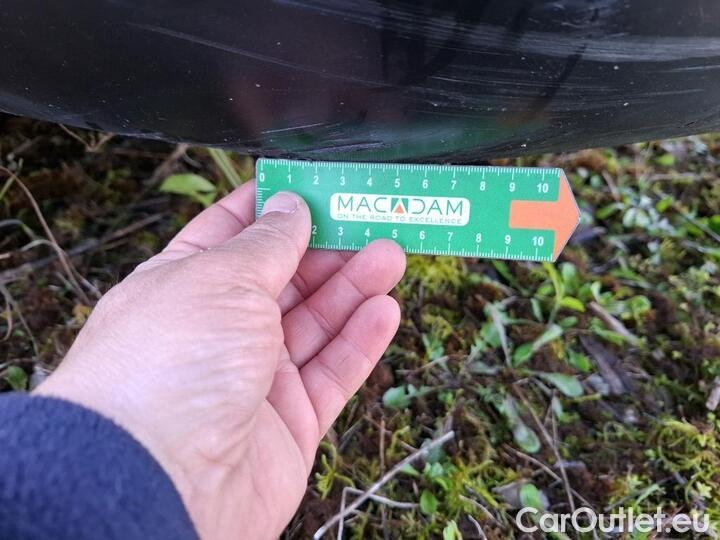 0 1 2 3 4 5 6 7 8 9 10
MACADAM
ON THE ROAD TO EXCELLENCE
2 3 4 5 6 7 8 9 10
CarOutlet.eu